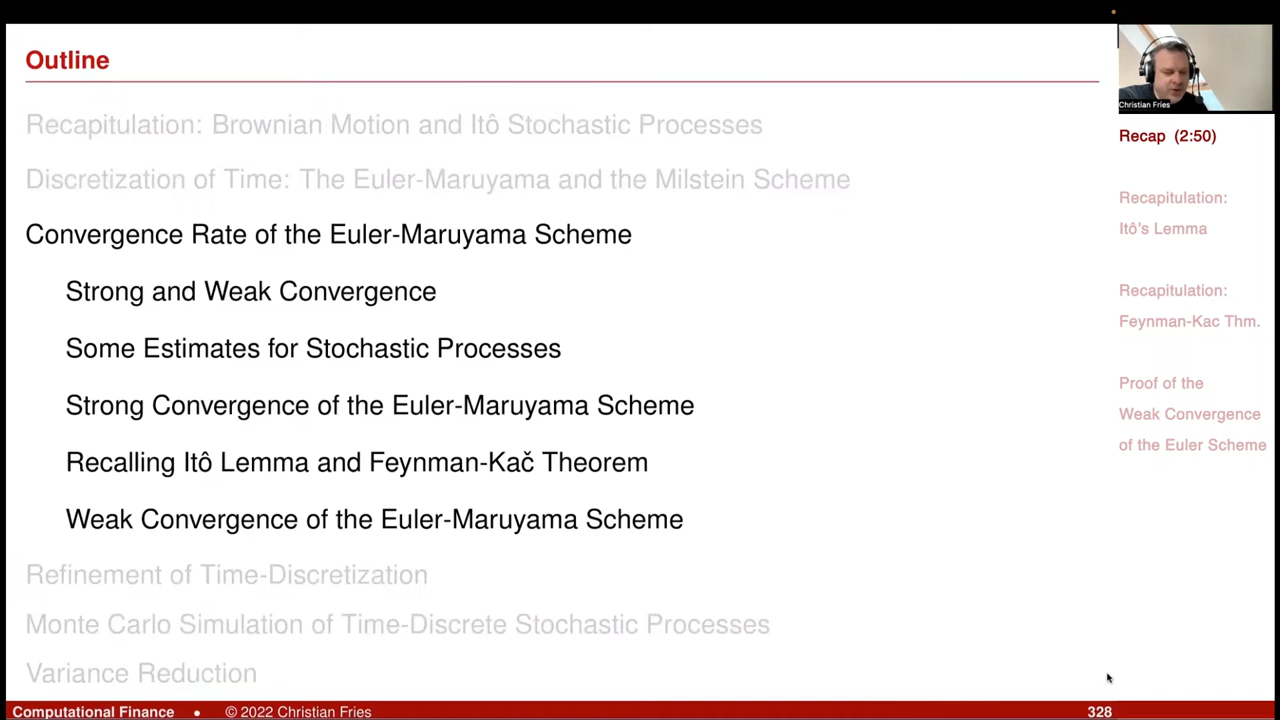 Outline
Recapitulation: Brownian Motion and Itô Stochastic Processes
Discretization of Time: The Euler-Maruyama and the Milstein Scheme
Convergence Rate of the Euler-Maruyama Scheme
Strong and Weak Convergence
Some Estimates for Stochastic Processes
Strong Convergence of the Euler-Maruyama Scheme
Recalling Itô Lemma and Feynman-Kač Theorem
Weak Convergence of the Euler-Maruyama Scheme
Refinement of Time-Discretization
Monte Carlo Simulation of Time-Discrete Stochastic Processes
Variance Reduction
Christian Fries
Recap (2:50)
Recapitulation:
Itô's Lemma
Recapitulation:
Feynman-Kac Thm.
Proof of the
Weak Convergence
of the Euler Scheme
Computational Finance • © 2022 Christian Fries 328